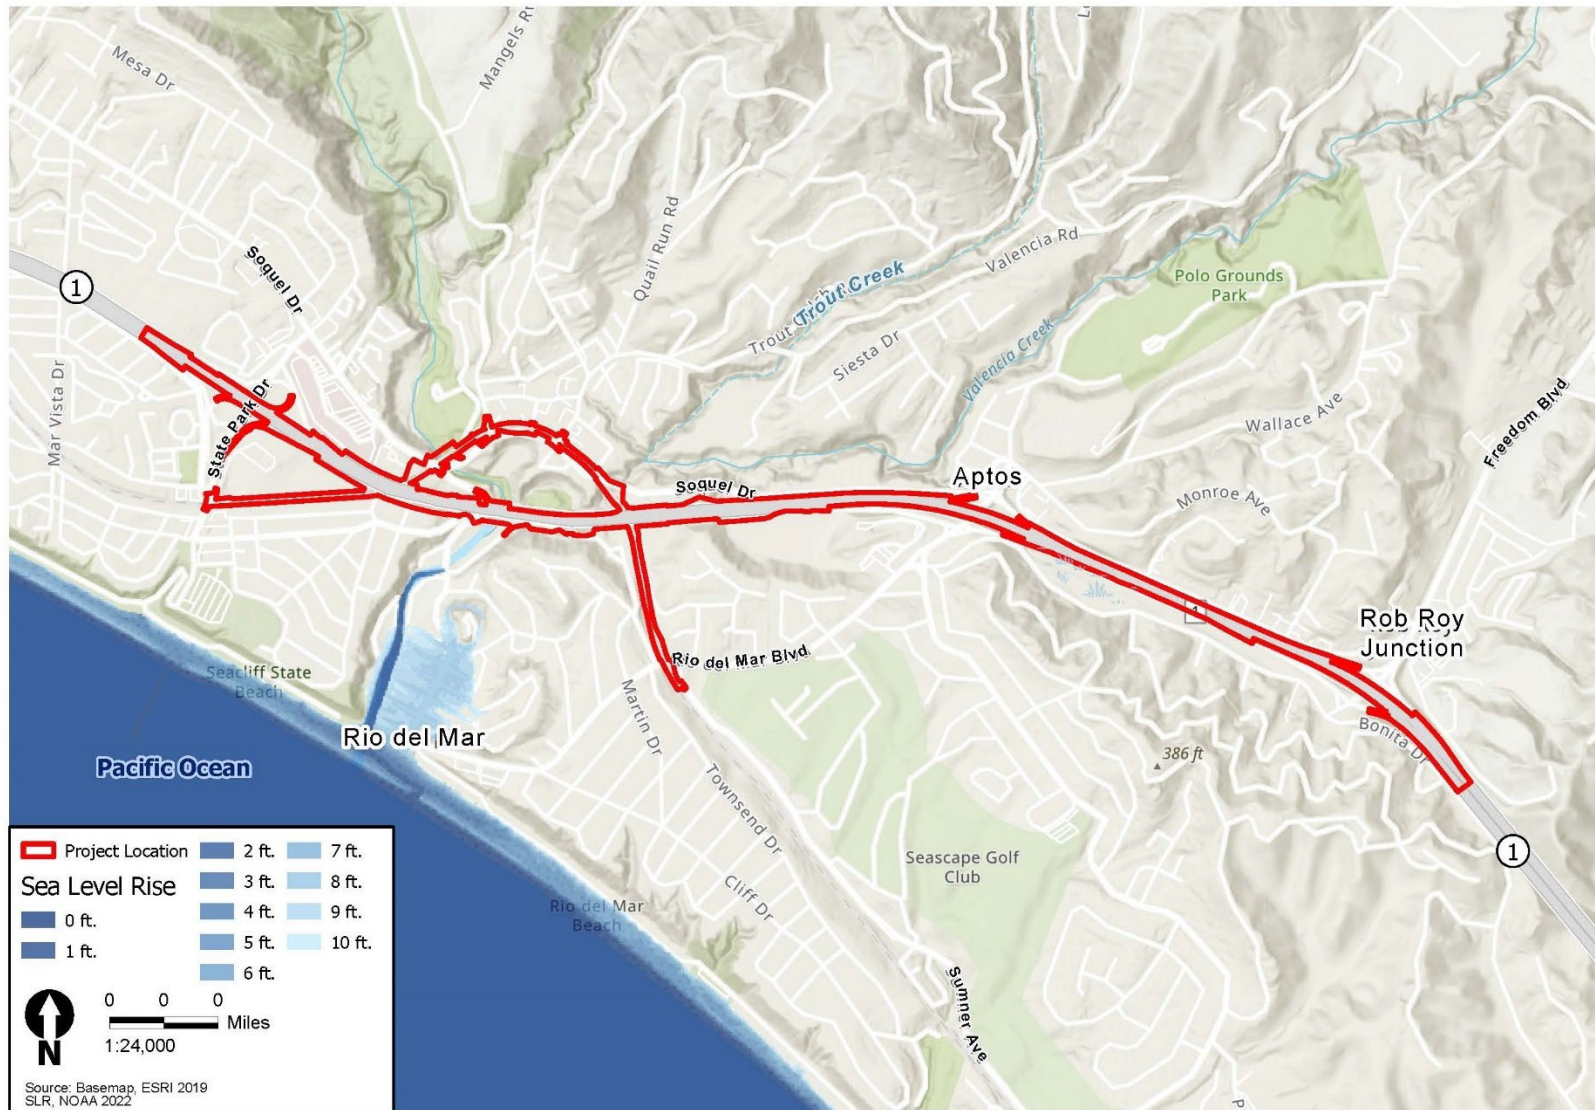 Mesa Dr
Mangels R
Soquel Dr
Quail Run Rd
Valencia Rd
Trout Creek
Trout
Siesta Dr
Valencia Creek
Polo Grounds
Park
1
Mar Vista Dr
State Park Dr
Wallace Ave
Freedom Blvd
Soquel Dr
Aptos
Monroe Ave
1
Rob Roy
Junction
Rio del Mar Blvd
Seacliff State
Beach
Martin Dr
Rio del Mar
Bonita Dr
386 ft
Pacific Ocean
Townsend Dr
Seascape Golf
Club
1
Cliff Dr
Rio del Mar
Beach
Sumner Ave
Project Location
Sea Level Rise
0 ft.
1 ft.
2 ft.
3 ft.
4 ft.
5 ft.
6 ft.
7 ft.
8 ft.
9 ft.
10 ft.
N
0 0 0
Miles
1:24,000
Source: Basemap, ESRI 2019
SLR, NOAA 2022